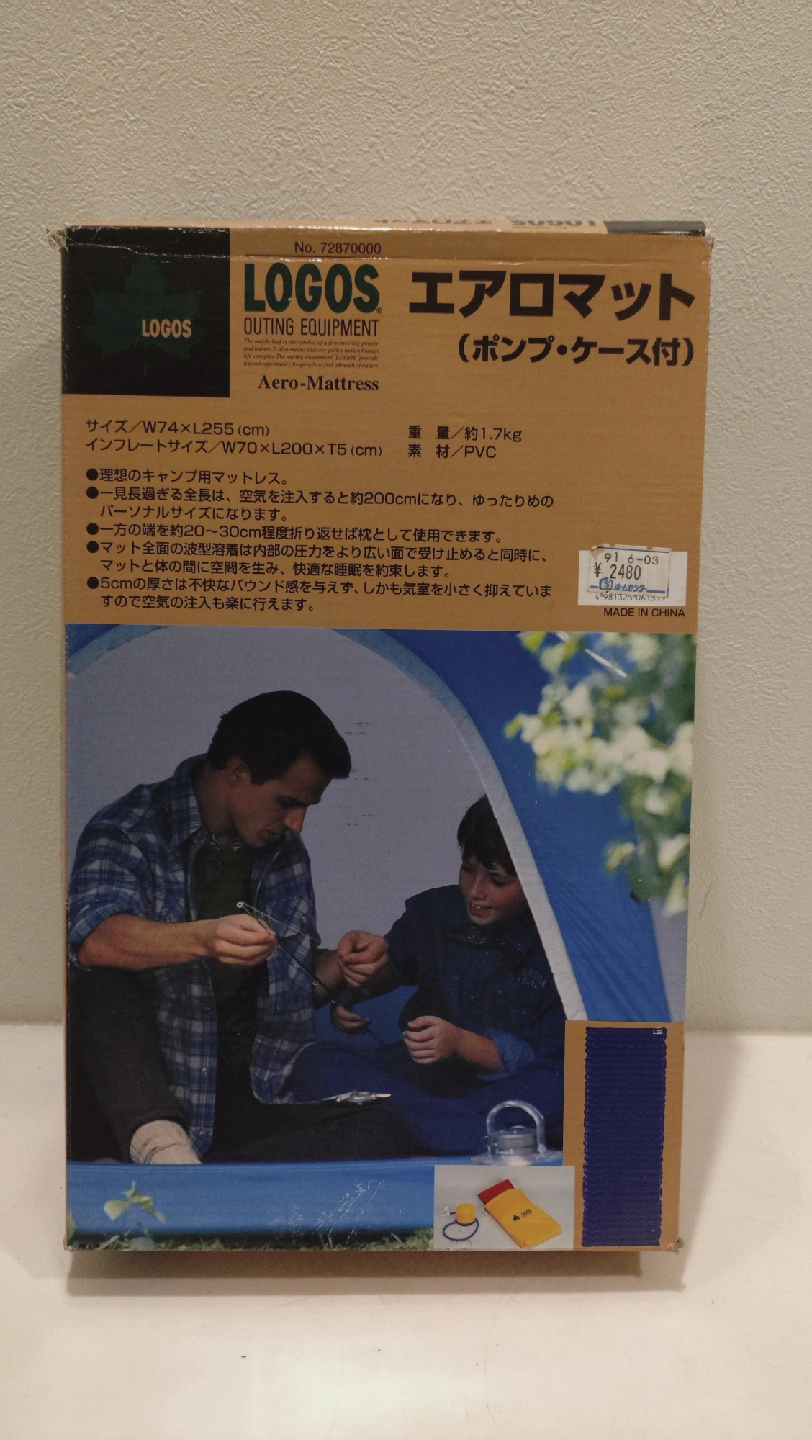 No. 72870000
LOGOS
LOGOS
OUTING EQUIPMENT
Aero-Mattress
エアロマット
(ポンプ・ケース付)
サイズ/W74×L255(cm)
インフレートサイズ/W70×L200×T5(cm)
重 量/約1.7kg
素 材/PVC
●理想のキャンプ用マットレス。
●一見長過ぎる全長は、空気を注入すると約200cmになり、ゆったりめの
パーソナルサイズになります。
●一方の端を約20〜30cm程度折り返せば枕として使用できます。
●マット全面の波型溶着は内部の圧力をより広い面で受け止めると同時に、
マットと体の間に空間を生み、快適な睡眠を約束します。
●5cmの厚さは不快なバウンド感を与えず、しかも気室を小さく抑えていま
すので空気の注入も楽に行えます。
91 6-03
¥ 2480
ホームセンター
MADE IN CHINA